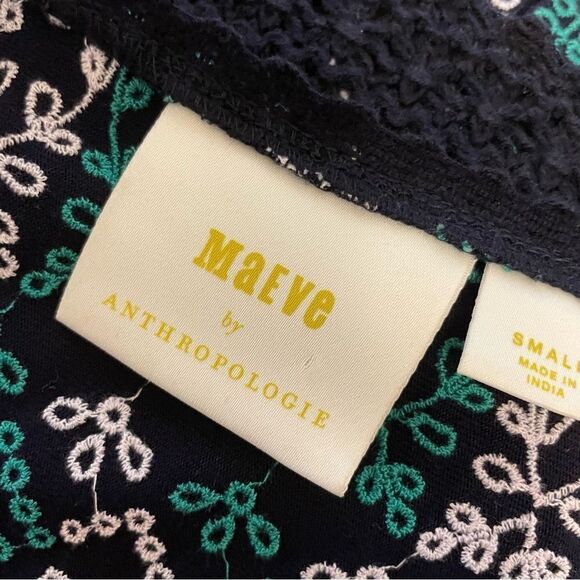 MaEVe
by
ANTHROPOLOGIE
SMALL
MADE IN
INDIA